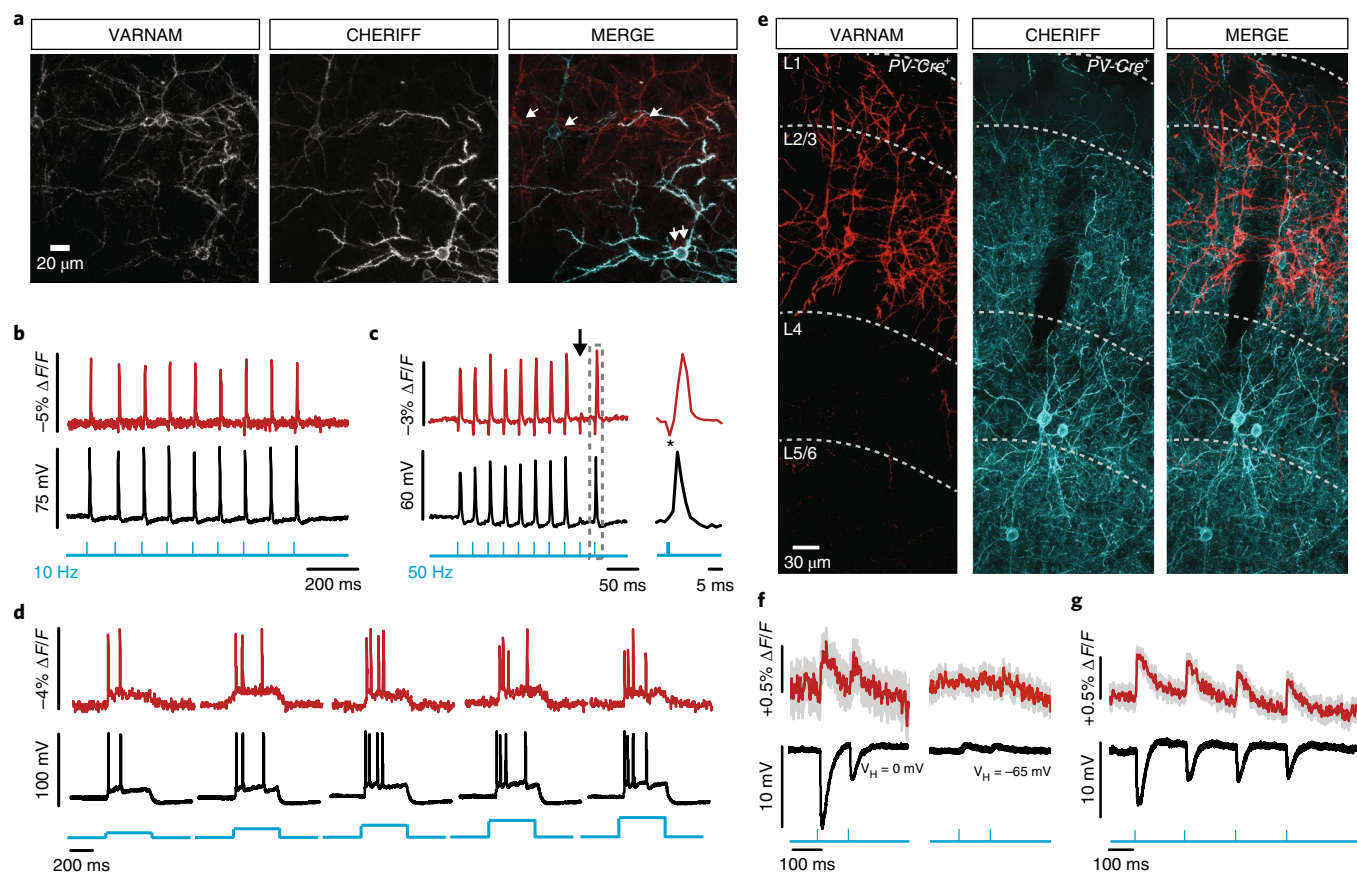 a
VARNAM CHERIFF MERGE
20 µm
b
–5% ΔF/F
75 mV
10 Hz
200 ms
c
–3% ΔF/F
*
60 mV
50 Hz
50 ms
5 ms
d
–4% ΔF/F
100 mV
200 ms
e
VARNAM CHERIFF MERGE
L1
PV-Cre+
PV-Cre+
L2/3
L4
L5/6
30 µm
f
+0.5% ΔF/F
VH = 0 mV
VH = –65 mV
10 mV
100 ms
g
+0.5% ΔF/F
10 mV
100 ms